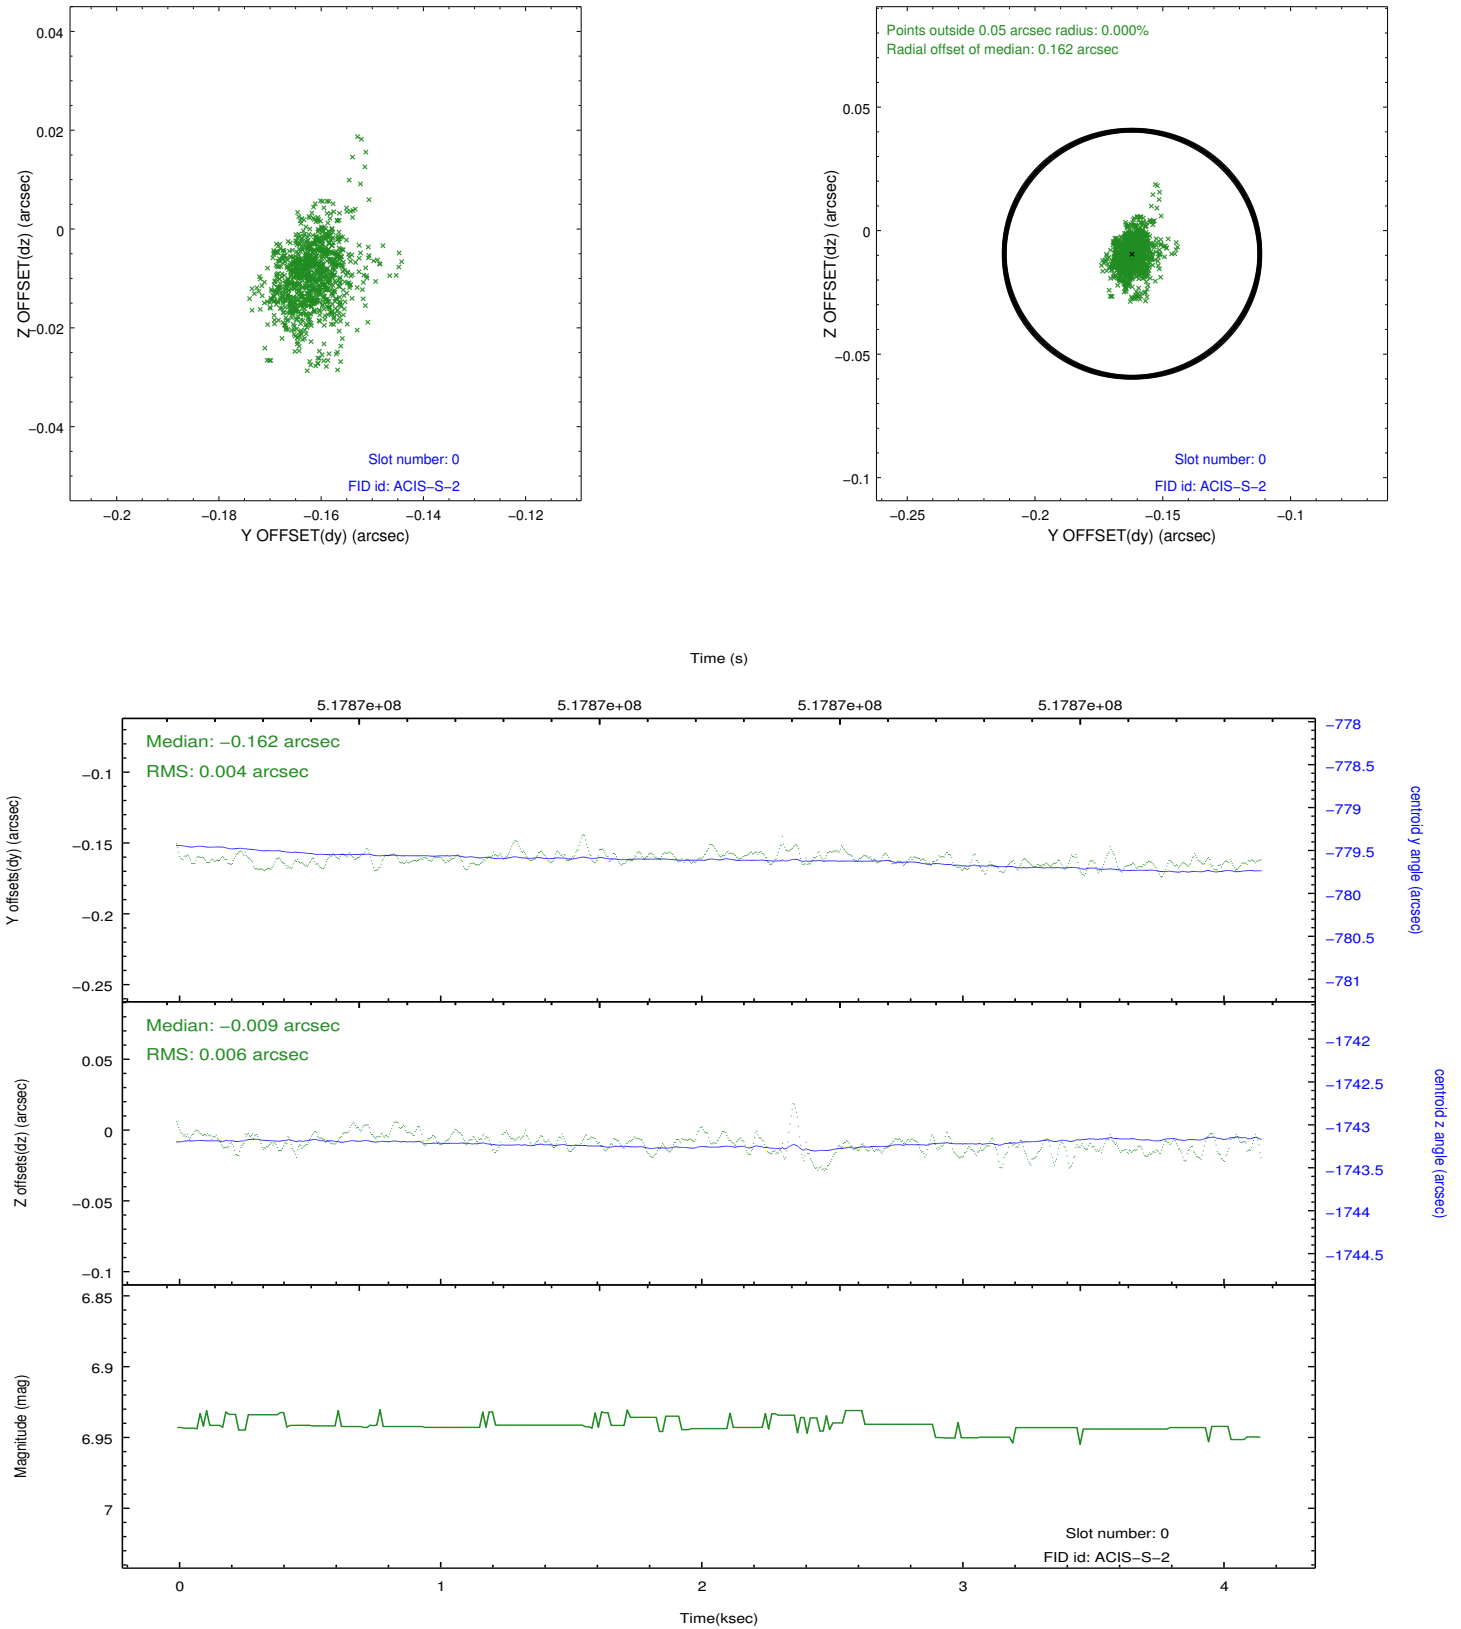 0.04
0.02
0
−0.02
−0.04
Z OFFSET(dz) (arcsec)
Slot number: 0
FID id: ACIS−S−2
−0.2 −0.18 −0.16 −0.14 −0.12
Y OFFSET(dy) (arcsec)
Points outside 0.05 arcsec radius: 0.000%
Radial offset of median: 0.162 arcsec
0.05
0
−0.05
−0.1
Z OFFSET(dz) (arcsec)
Slot number: 0
FID id: ACIS−S−2
−0.25 −0.2 −0.15 −0.1
Y OFFSET(dy) (arcsec)
Time (s)
5.1787e+08 5.1787e+08 5.1787e+08 5.1787e+08
Median: −0.162 arcsec
RMS: 0.004 arcsec
−0.1
−0.15
−0.2
−0.25
Y offsets(dy) (arcsec)
−778
−778.5
−779
−779.5
−780
−780.5
−781
centroid y angle (arcsec)
Median: −0.009 arcsec
RMS: 0.006 arcsec
0.05
0
−0.05
−0.1
Z offsets(dz) (arcsec)
−1742
−1742.5
−1743
−1743.5
−1744
−1744.5
centroid z angle (arcsec)
6.85
6.9
6.95
7
Magnitude (mag)
Slot number: 0
FID id: ACIS−S−2
0 1 2 3 4
Time(ksec)